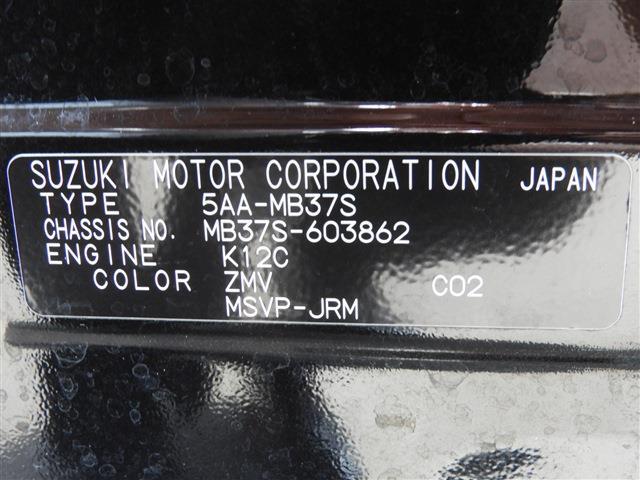 SUZUKI MOTOR CORPORATION JAPAN
TYPE 5AA-MB37S
CHASSIS NO. MB37S-603862
ENGINE K12C
COLOR ZMV C02
MSVP-JRM